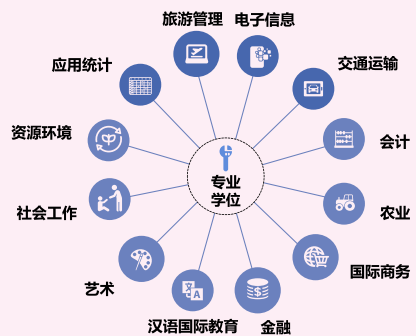 旅游管理
电子信息
应用统计
交通运输
资源环境
会计
专业
学位
社会工作
农业
艺术
国际商务
汉语国际教育
金融
文
A
$